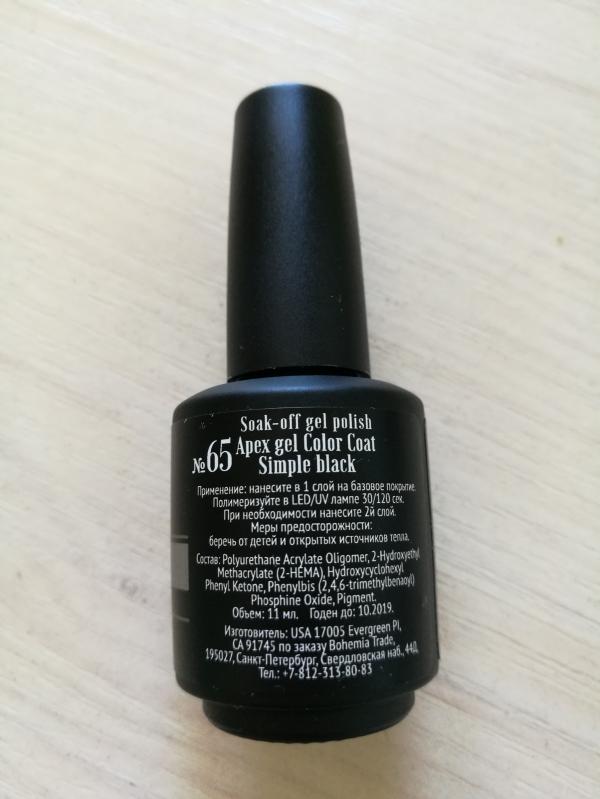 Soak-off gel polish
№65 Apex gel Color Coat
Simple black
Применение: нанесите в 1 слой на базовое покрытие.
Полимеризуйте в LED/UV лампе 30/120 сек.
При необходимости нанесите 2й слой.
Меры предосторожности:
беречь от детей и открытых источников тепла.
Состав: Polyurethane Acrylate Oligomer, 2-Hydroxyethyl
Methacrylate (2-HEMA), Hydroxycyclohexyl
Phenyl Ketone, Phenylbis (2,4,6-trimethylbenaoyl)
Phosphine Oxide, Pigment.
Объем: 11 мл. Годен до: 10.2019.
Изготовитель: USA 17005 Evergreen Pl,
CA 91745 по заказу Bohemia Trade,
195027, Санкт-Петербург, Свердловская наб., 44Д,
Тел.: +7-812-313-80-83